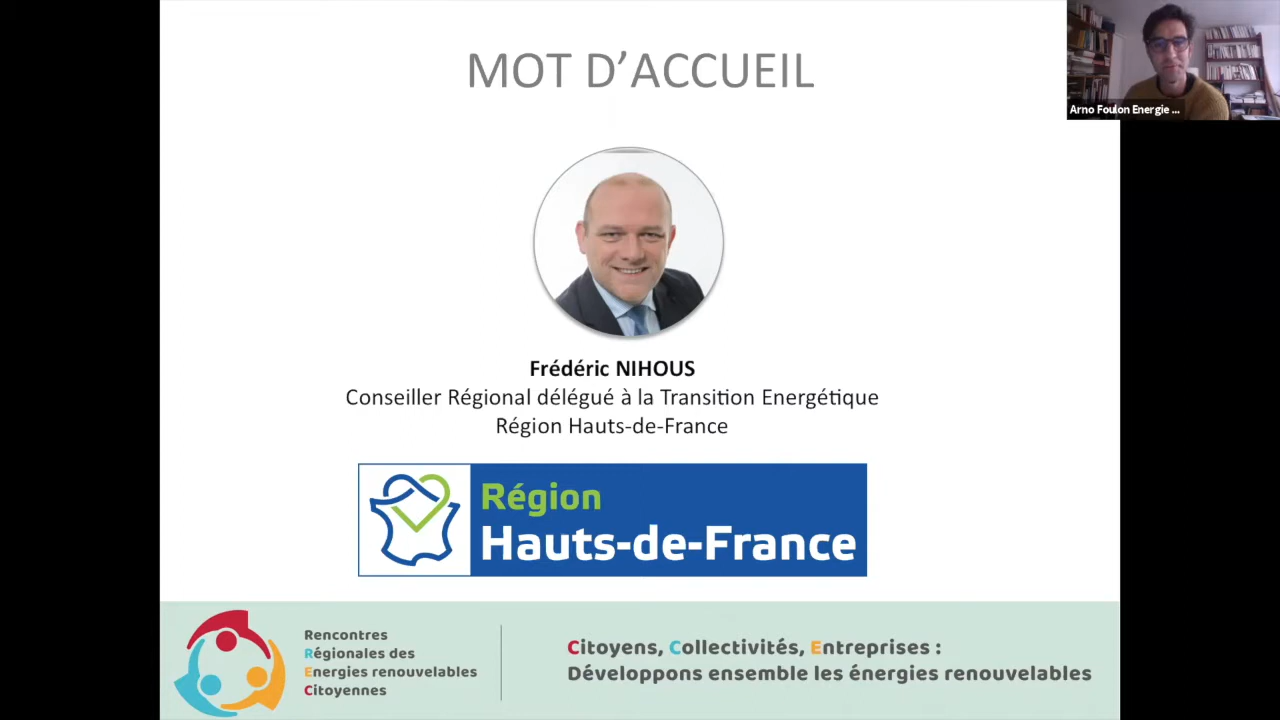 MOT D’ACCUEIL
Arno Foulon Energie ...
Frédéric NIHOUS
Conseiller Régional délégué à la Transition Energétique
Région Hauts-de-France
Région
Hauts-de-France
Rencontres
Régionales des
Energies renouvelables
Citoyennes
Citoyens, Collectivités, Entreprises :
Développons ensemble les énergies renouvelables